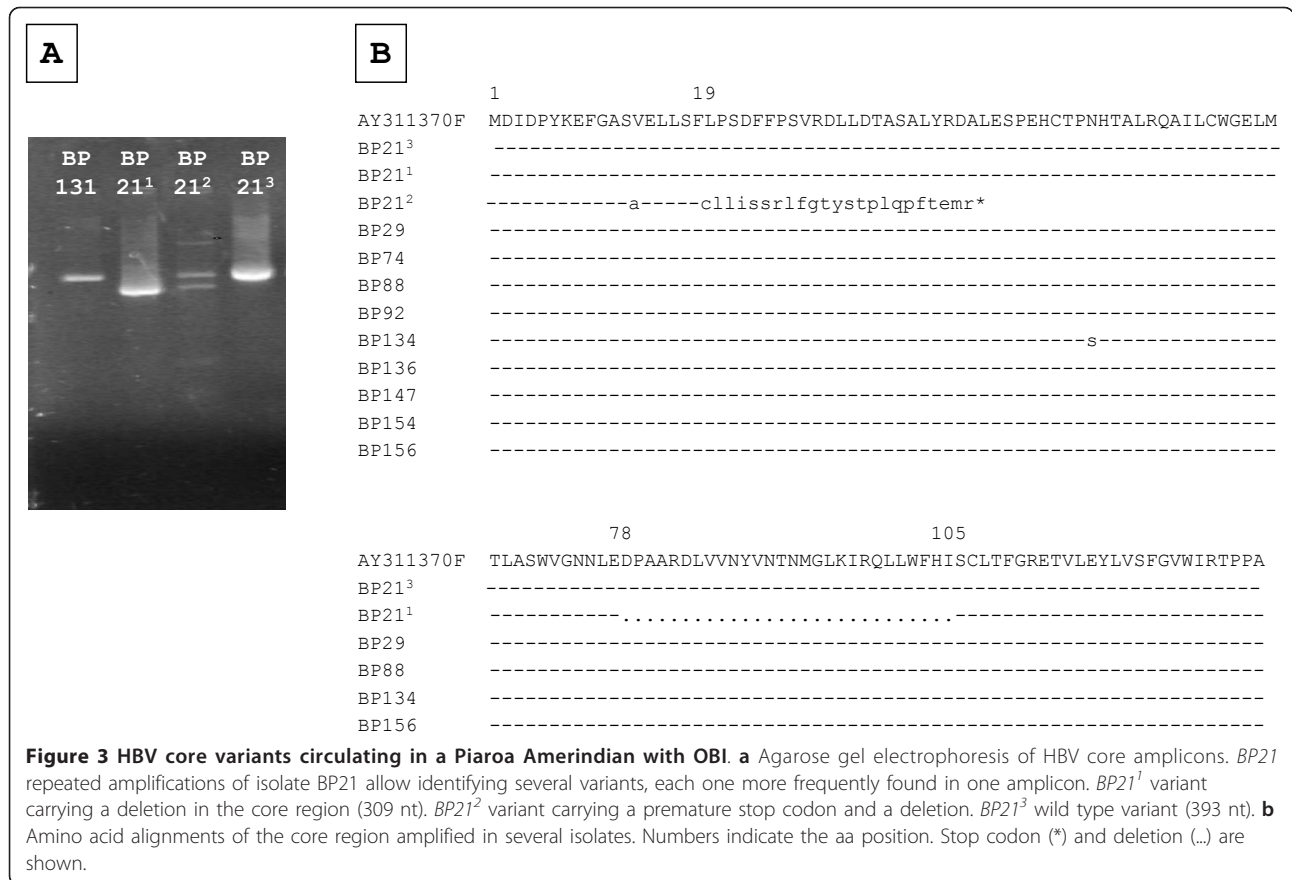 A
B
BP BP BP BP
131 21¹ 21² 21³
1 19
AY311370F MDIDPYKEFGASVELLSFLPSDFFPSVRDLLDTASALYRDALESPEHCTPNHTALRQAILCWGELM
BP21³ ------------------------------------------------------------------
BP21¹ ------------------------------------------------------------------
BP21² ------------a-----cllissrlfgtystplqpftemr*
BP29 ------------------------------------------------------------------
BP74 ------------------------------------------------------------------
BP88 ------------------------------------------------------------------
BP92 ------------------------------------------------------------------
BP134 --------------------------------------------------s---------------
BP136 ------------------------------------------------------------------
BP147 ------------------------------------------------------------------
BP154 ------------------------------------------------------------------
BP156 ------------------------------------------------------------------
78 105
AY311370F TLASWVGNNLEDPAARDLVVNYVNTNMGLKIRQLLWFHISCLTFGRETVLEYLVSFGVWIRTPPA
BP21³ -----------------------------------------------------------------
BP21¹ -----------............................--------------------------
BP29 -----------------------------------------------------------------
BP88 -----------------------------------------------------------------
BP134 -----------------------------------------------------------------
BP156 -----------------------------------------------------------------
Figure 3 HBV core variants circulating in a Piaroa Amerindian with OBI. a Agarose gel electrophoresis of HBV core amplicons. BP21
repeated amplifications of isolate BP21 allow identifying several variants, each one more frequently found in one amplicon. BP21¹ variant
carrying a deletion in the core region (309 nt). BP21² variant carrying a premature stop codon and a deletion. BP21³ wild type variant (393 nt). b
Amino acid alignments of the core region amplified in several isolates. Numbers indicate the aa position. Stop codon (*) and deletion (...) are
shown.